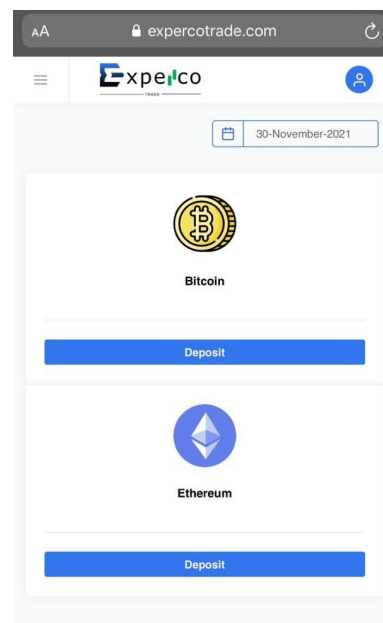 AA expercotrade.com
Experco
TRADE
30-November-2021
Bitcoin
Deposit
Ethereum
Deposit